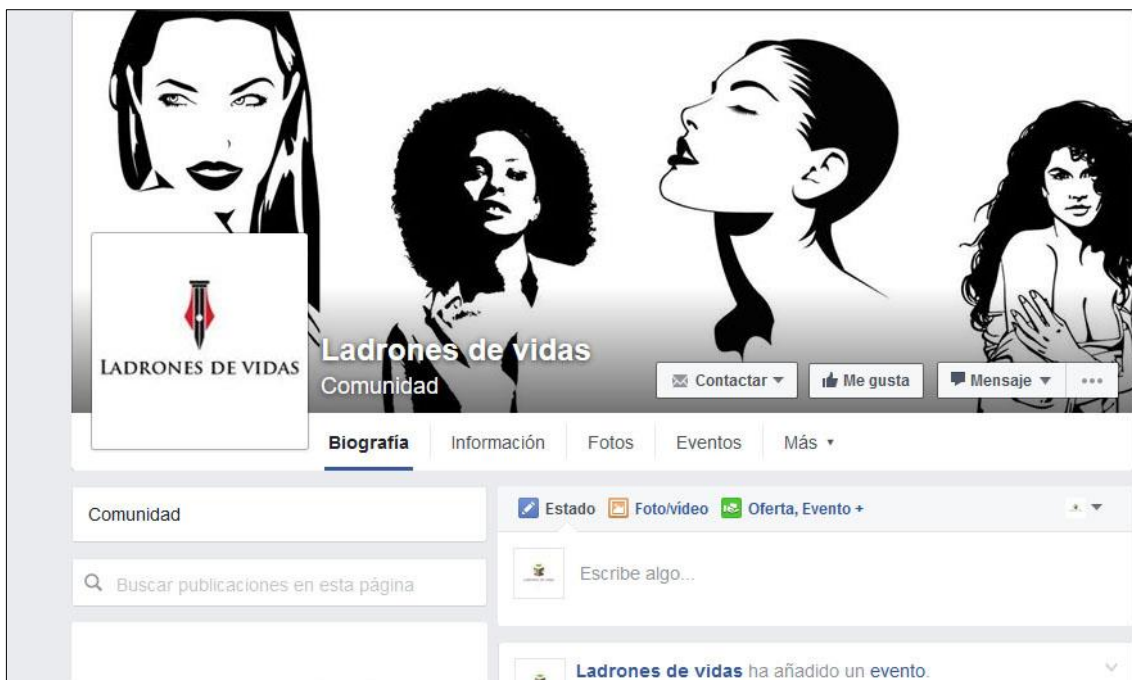 LADRONES DE VIDAS
Ladrones de vidas
Comunidad
Contactar
Me gusta
Mensaje
Biografía
Información
Fotos
Eventos
Más
Comunidad
Buscar publicaciones en esta página
Estado
Foto/vídeo
Oferta, Evento +
Escribe algo...
Ladrones de vidas ha añadido un evento.